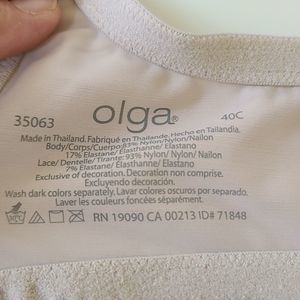 35063 olga® 40C
Made in Thailand. Fabriqué en Thaïlande. Hecho en Tailandia.
Body/Corps/Cuerpo: 83% Nylon/Nylon/Nailon
17% Elastane/ Élasthanne/ Elastano
Lace/ Dentelle/ Tirante: 93% Nylon/ Nylon/ Nailon
7% Elastane/ Élasthanne/ Elastano
Exclusive of decoration. Décoration non comprise.
Excluyendo decoración.
Wash dark colors separately. Lavar colores oscuros por separado.
Laver les couleurs foncées séparément.
RN 19090 CA 00213 ID# 71848